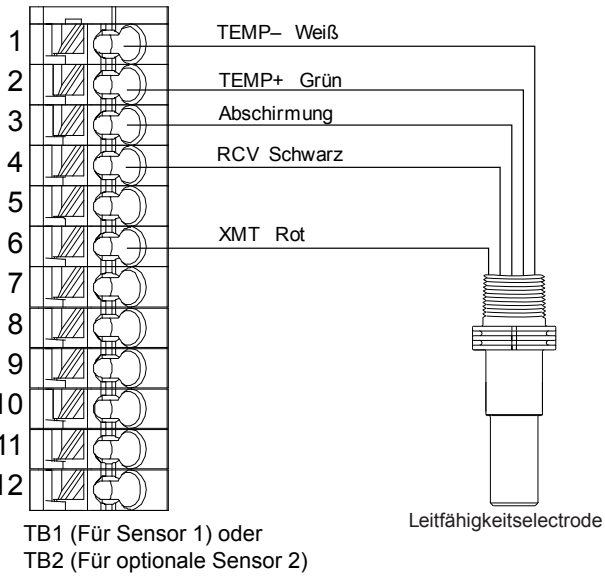 1 TEMP– Weiß
2 TEMP+ Grün
3 Abschirmung
4 RCV Schwarz
5
6 XMT Rot
7
8
9
10
11
12
TB1 (Für Sensor 1) oder
TB2 (Für optionale Sensor 2)
Leitfähigkeitselectrode